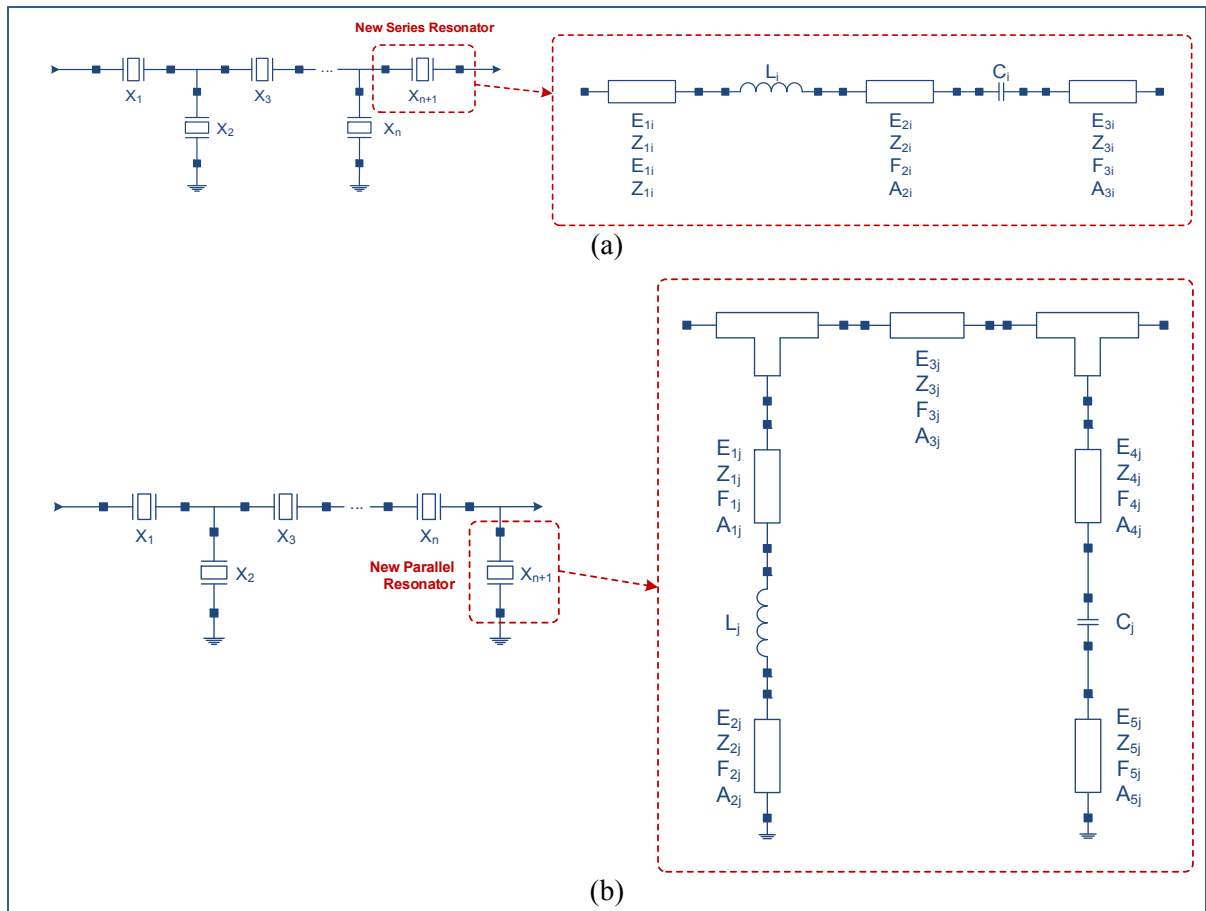 New Series Resonator
X₁
X₃
...
Xₙ₊₁
X₂
Xₙ
Lᵢ
Cᵢ
E₁ᵢ
Z₁ᵢ
E₁ᵢ
Z₁ᵢ
E₂ᵢ
Z₂ᵢ
F₂ᵢ
A₂ᵢ
E₃ᵢ
Z₃ᵢ
F₃ᵢ
A₃ᵢ
(a)
X₁
X₃
...
Xₙ
X₂
New Parallel
Resonator
Xₙ₊₁
E₃ⱼ
Z₃ⱼ
F₃ⱼ
A₃ⱼ
E₁ⱼ
Z₁ⱼ
F₁ⱼ
A₁ⱼ
Lⱼ
E₂ⱼ
Z₂ⱼ
F₂ⱼ
A₂ⱼ
E₄ⱼ
Z₄ⱼ
F₄ⱼ
A₄ⱼ
Cⱼ
E₅ⱼ
Z₅ⱼ
F₅ⱼ
A₅ⱼ
(b)